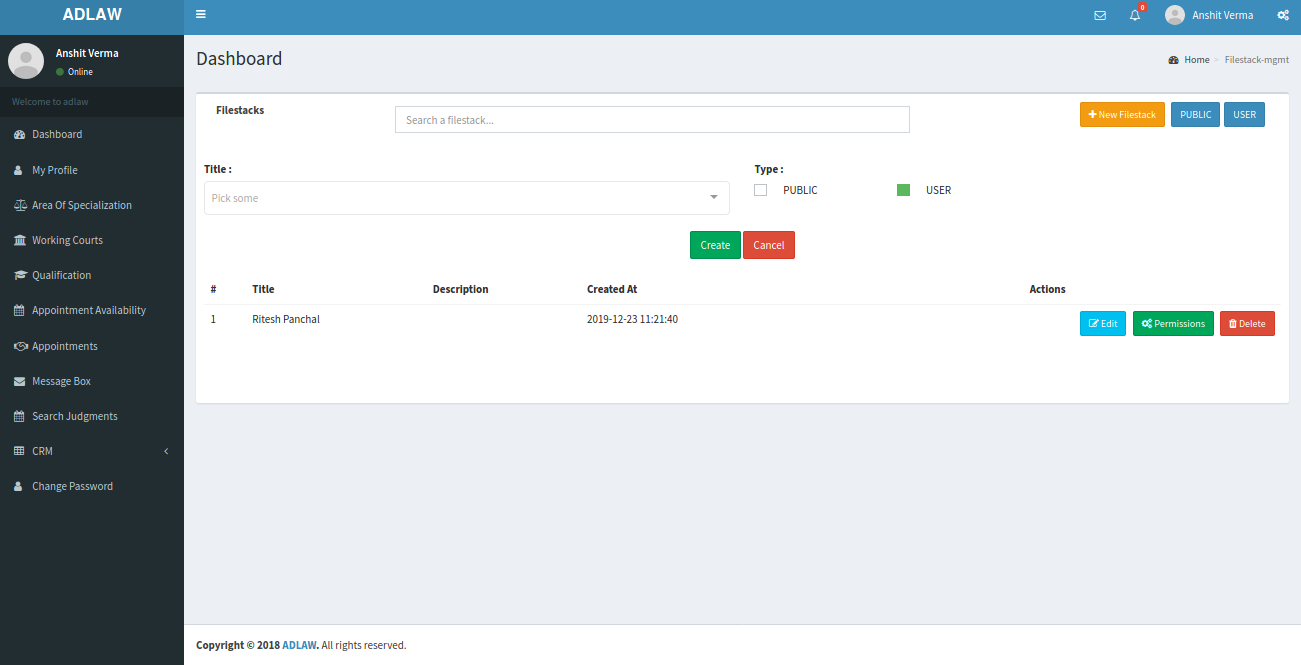 ADLAW
0
Anshit Verma
Anshit Verma
Online
Welcome to adlaw
Dashboard
My Profile
Area Of Specialization
Working Courts
Qualification
Appointment Availability
Appointments
Message Box
Search Judgments
CRM
Change Password
Dashboard
Home > Filestack-mgmt
Filestacks
Search a filestack...
New Filestack PUBLIC USER
Title : Type :
Pick some PUBLIC USER
Create Cancel
# Title Description Created At Actions
1 Ritesh Panchal 2019-12-23 11:21:40 Edit Permissions Delete
Copyright © 2018 ADLAW. All rights reserved.